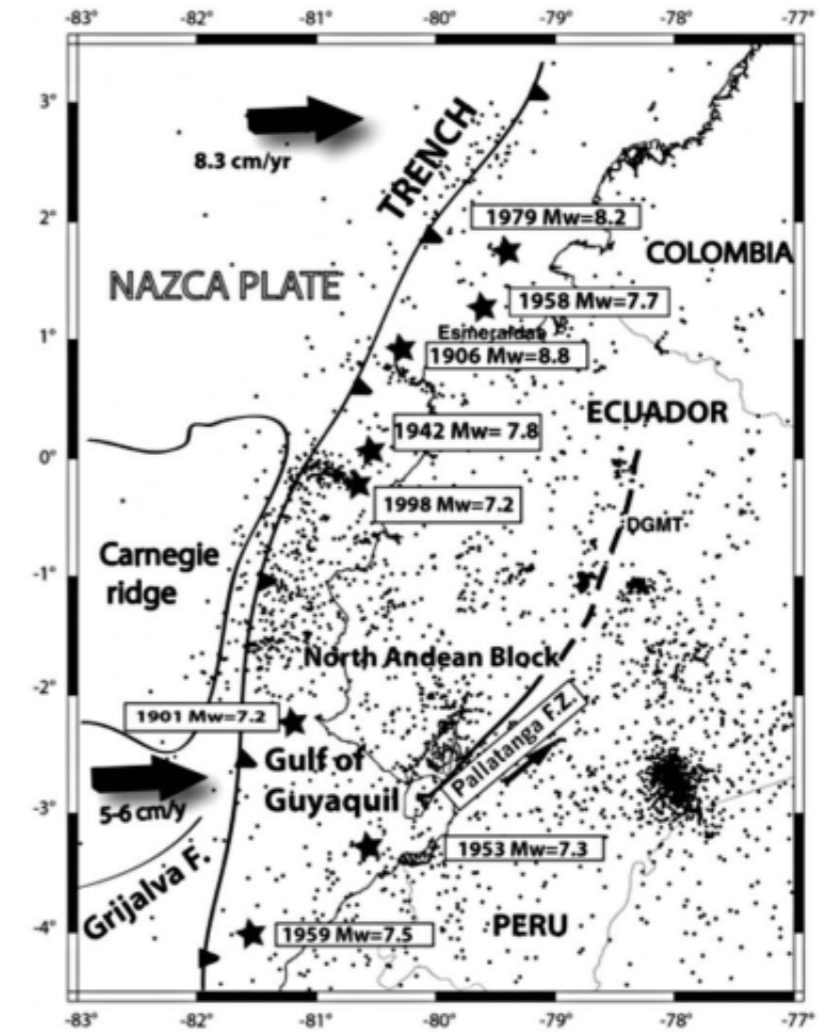 -83° -82° -81° -80° -79° -78° -77°
3°
8.3 cm/yr
TRENCH
2°
1979 Mw=8.2
COLOMBIA
NAZCA PLATE
1958 Mw=7.7
1°
Esmeraldas
1906 Mw=8.8
ECUADOR
1942 Mw= 7.8
0°
1998 Mw=7.2
DGMT
Carnegie
ridge
-1°
North Andean Block
-2°
1901 Mw=7.2
Pallatanga F.Z.
Gulf of
Guyaquil
-3°
5-6 cm/y
1953 Mw=7.3
Grijalva F.
-4°
1959 Mw=7.5
PERU
-83° -82° -81° -80° -79° -78° -77°